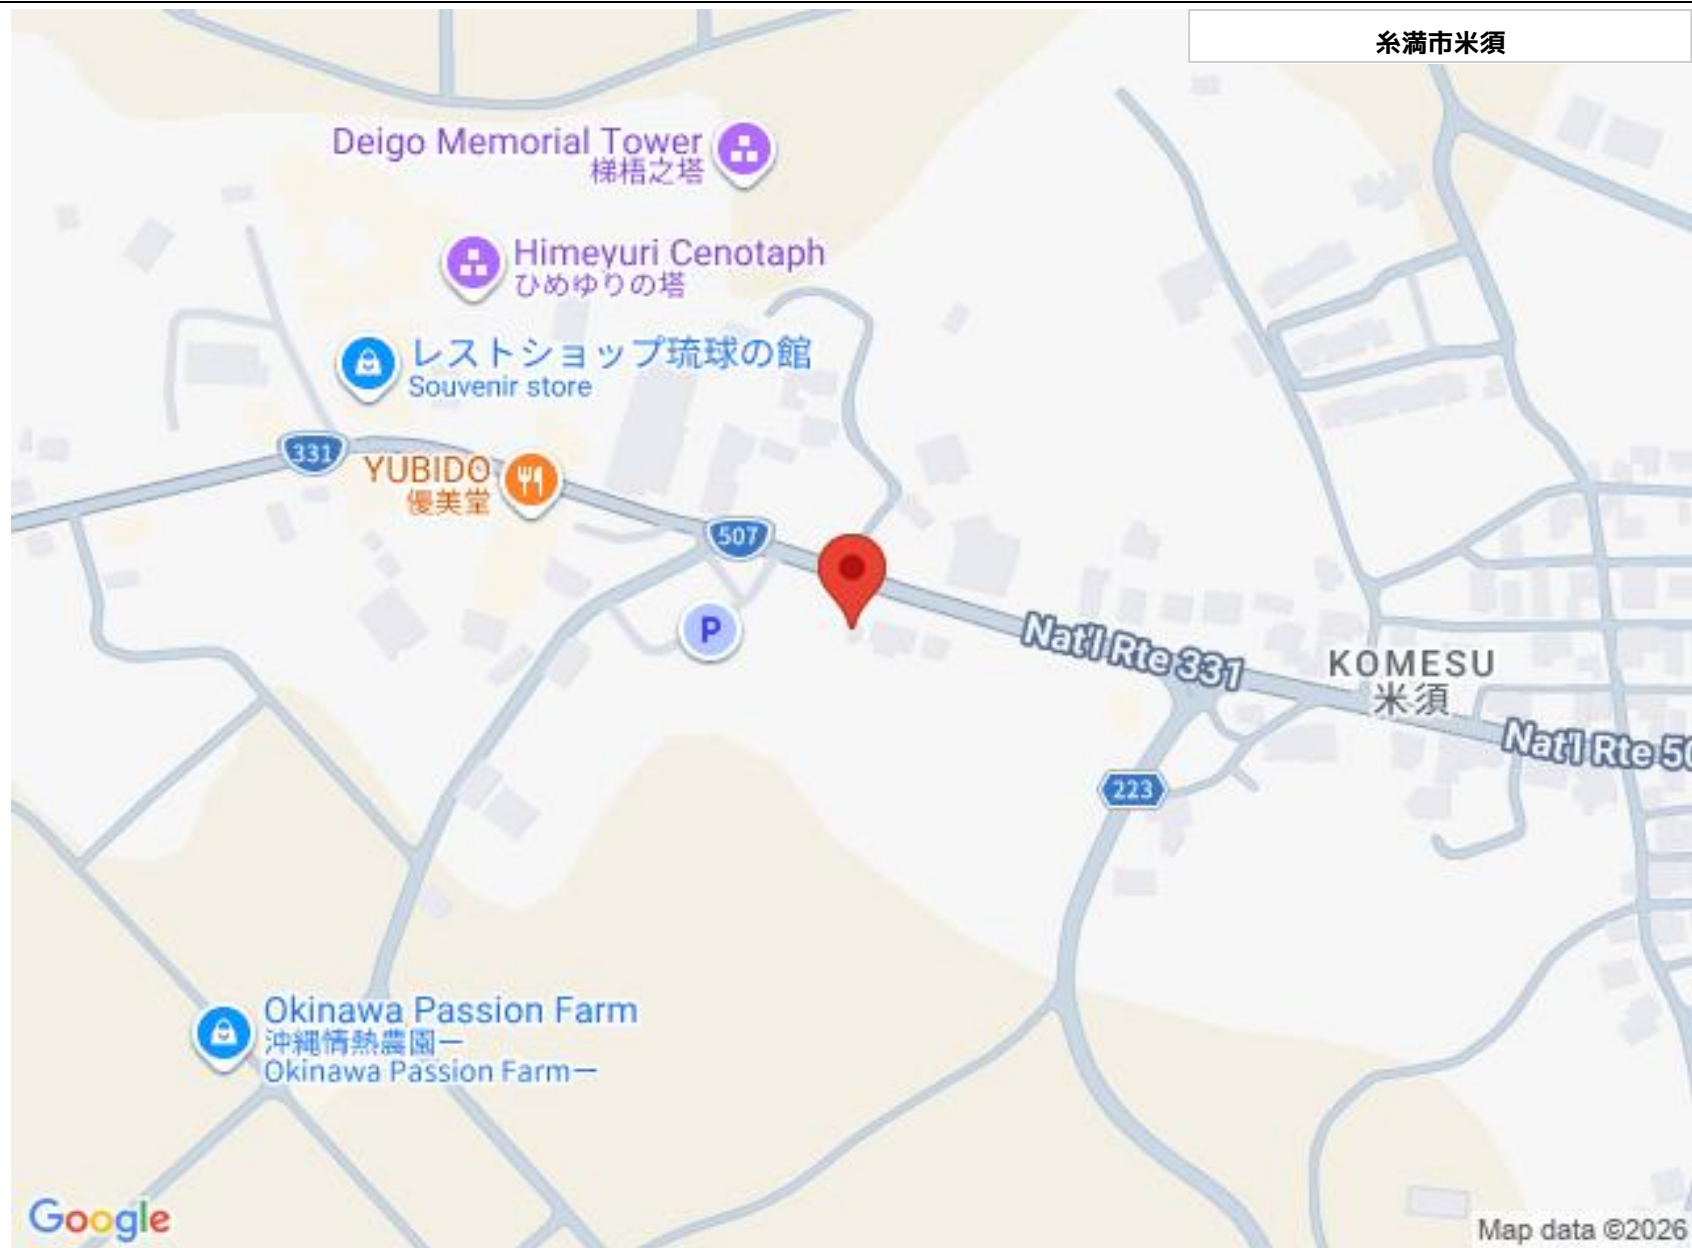 糸満市米須
Deigo Memorial Tower
梯梧之塔
Himeyuri Cenotaph
ひめゆりの塔
レストショップ琉球の館
Souvenir store
331
YUBIDO
優美堂
507
P
Nat'l Rte 331
KOMESU
米須
Nat'l Rte 50
223
Okinawa Passion Farm
沖縄情熱農園ー
Okinawa Passion Farmー
Google
Map data ©2026